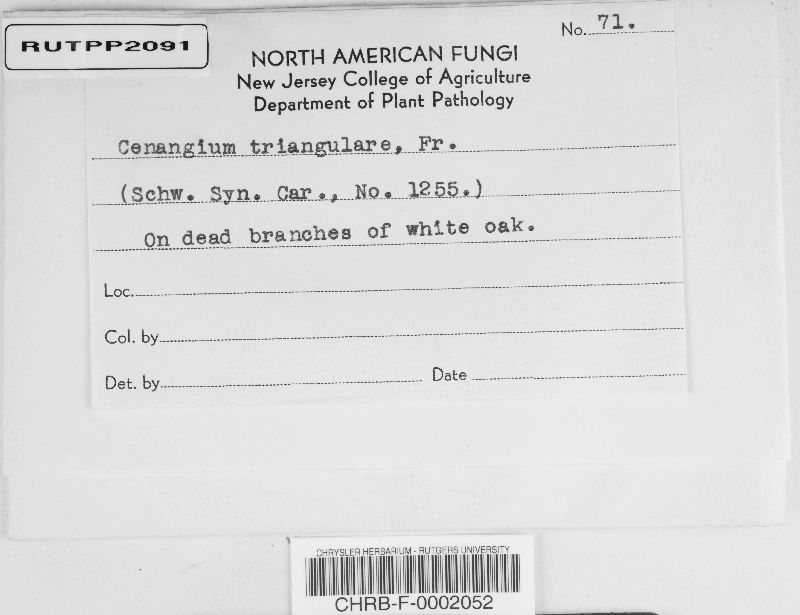 RUTPP2091
No. 71.
NORTH AMERICAN FUNGI
New Jersey College of Agriculture
Department of Plant Pathology
Cenangium triangulare, Fr.
(Schw. Syn. Car., No. 1255.)
On dead branches of white oak.
Loc.
Col. by
Det. by Date
CHRYSLER HERBARIUM - RUTGERS UNIVERSITY
CHRB-F-0002052